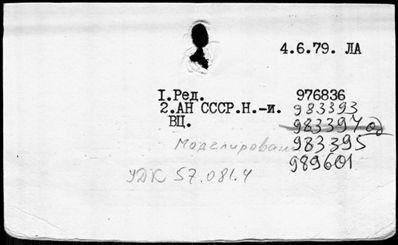 4.6.79. ЛА
I.Ред. 976836
2.АН СССР.Н.-и. 983393
ВЦ. 983394
Моделирован 983395
989601
УДК 57.081.4